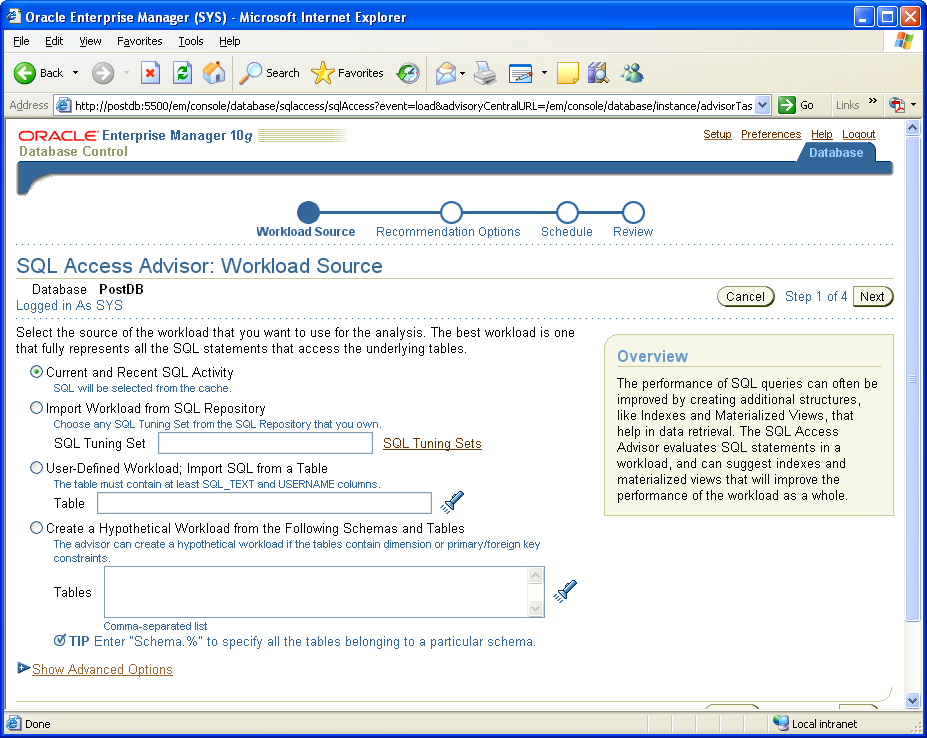 Oracle Enterprise Manager (SYS) - Microsoft Internet Explorer
File Edit View Favorites Tools Help
Back Search Favorites
Address http://postdb:5500/em/console/database/sqlaccess/sqlAccess?event=load&advisoryCentralURL=/em/console/database/instance/advisorTas Go Links »
ORACLE Enterprise Manager 10g
Database Control
Setup Preferences Help Logout
Database
Workload Source Recommendation Options Schedule Review
SQL Access Advisor: Workload Source
Database PostDB
Logged in As SYS
Cancel Step 1 of 4 Next
Select the source of the workload that you want to use for the analysis. The best workload is one
that fully represents all the SQL statements that access the underlying tables.
Current and Recent SQL Activity
SQL will be selected from the cache.
Import Workload from SQL Repository
Choose any SQL Tuning Set from the SQL Repository that you own.
SQL Tuning Set SQL Tuning Sets
User-Defined Workload; Import SQL from a Table
The table must contain at least SQL_TEXT and USERNAME columns.
Table
Create a Hypothetical Workload from the Following Schemas and Tables
The advisor can create a hypothetical workload if the tables contain dimension or primary/foreign key
constraints.
Tables
Comma-separated list
TIP Enter "Schema.%" to specify all the tables belonging to a particular schema.
Show Advanced Options
Overview
The performance of SQL queries can often be
improved by creating additional structures,
like Indexes and Materialized Views, that
help in data retrieval. The SQL Access
Advisor evaluates SQL statements in a
workload, and can suggest indexes and
materialized views that will improve the
performance of the workload as a whole.
Done Local intranet